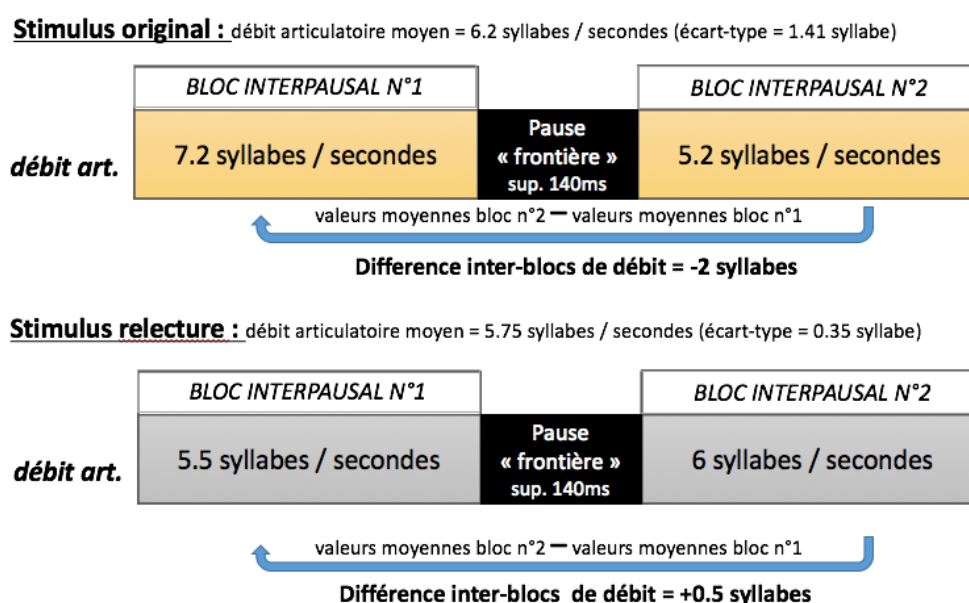 Stimulus original : débit articulatoire moyen = 6.2 syllabes / secondes (écart-type = 1.41 syllabe)
BLOC INTERPAUSAL N°1
BLOC INTERPAUSAL N°2
débit art.
7.2 syllabes / secondes
Pause
« frontière »
sup. 140ms
5.2 syllabes / secondes
valeurs moyennes bloc n°2 – valeurs moyennes bloc n°1
Difference inter-blocs de débit = -2 syllabes
Stimulus relecture : débit articulatoire moyen = 5.75 syllabes / secondes (écart-type = 0.35 syllabe)
BLOC INTERPAUSAL N°1
BLOC INTERPAUSAL N°2
débit art.
5.5 syllabes / secondes
Pause
« frontière »
sup. 140ms
6 syllabes / secondes
valeurs moyennes bloc n°2 – valeurs moyennes bloc n°1
Différence inter-blocs de débit = +0.5 syllabes